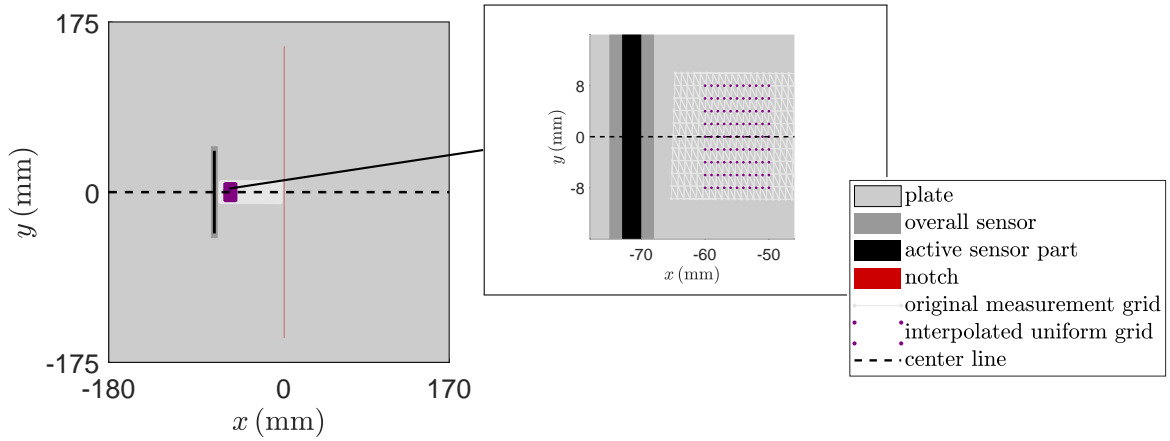 175
0
-175
-180 0 170
x (mm)
y (mm)
8
0
-8
-70 -60 -50
x (mm)
y (mm)
plate
overall sensor
active sensor part
notch
original measurement grid
interpolated uniform grid
center line